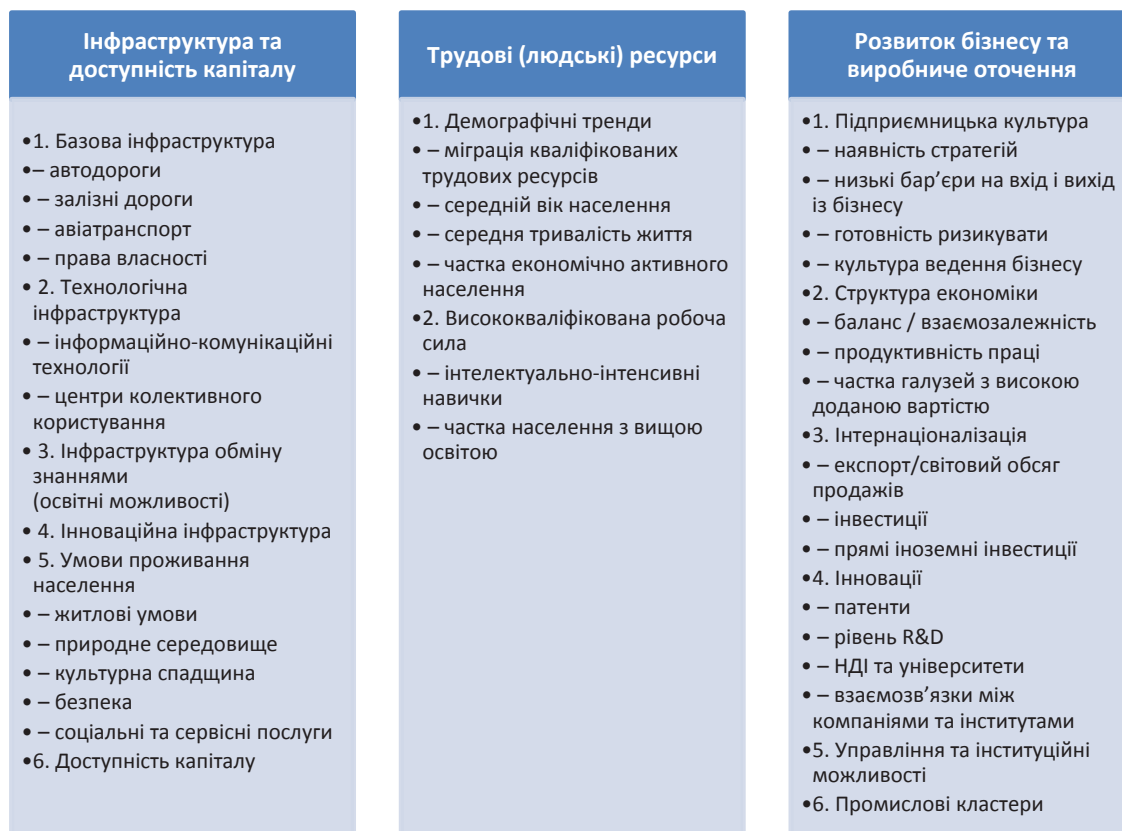 Інфраструктура та
доступність капіталу
•1. Базова інфраструктура
•– автодороги
• – залізні дороги
• – авіатранспорт
• – права власності
• 2. Технологічна
інфраструктура
• – інформаційно-комунікаційні
технології
• – центри колективного
користування
• 3. Інфраструктура обміну
знаннями
(освітні можливості)
• 4. Інноваційна інфраструктура
• 5. Умови проживання
населення
• – житлові умови
• – природне середовище
• – культурна спадщина
• – безпека
• – соціальні та сервісні послуги
•6. Доступність капіталу
Трудові (людські) ресурси
•1. Демографічні тренди
• – міграція кваліфікованих
трудових ресурсів
• – середній вік населення
• – середня тривалість життя
• – частка економічно активного
населення
•2. Висококваліфікована робоча
сила
• – інтелектуально-інтенсивні
навички
• – частка населення з вищою
освітою
Розвиток бізнесу та
виробниче оточення
•1. Підприємницька культура
• – наявність стратегій
• – низькі бар’єри на вхід і вихід
із бізнесу
• – готовність ризикувати
• – культура ведення бізнесу
•2. Структура економіки
• – баланс / взаємозалежність
• – продуктивність праці
• – частка галузей з високою
доданою вартістю
•3. Інтернаціоналізація
• – експорт/світовий обсяг
продажів
• – інвестиції
• – прямі іноземні інвестиції
•4. Інновації
• – патенти
• – рівень R&D
• – НДІ та університети
• – взаємозв’язки між
компаніями та інститутами
•5. Управління та інституційні
можливості
•6. Промислові кластери